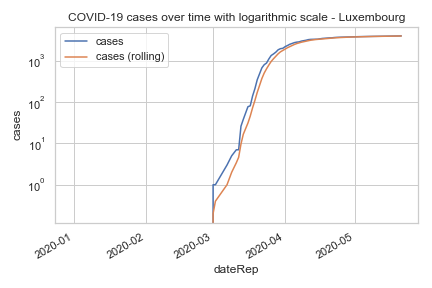 COVID-19 cases over time with logarithmic scale - Luxembourg
cases
cases (rolling)
10³
10²
10¹
10⁰
cases
2020-01
2020-02
2020-03
2020-04
2020-05
dateRep